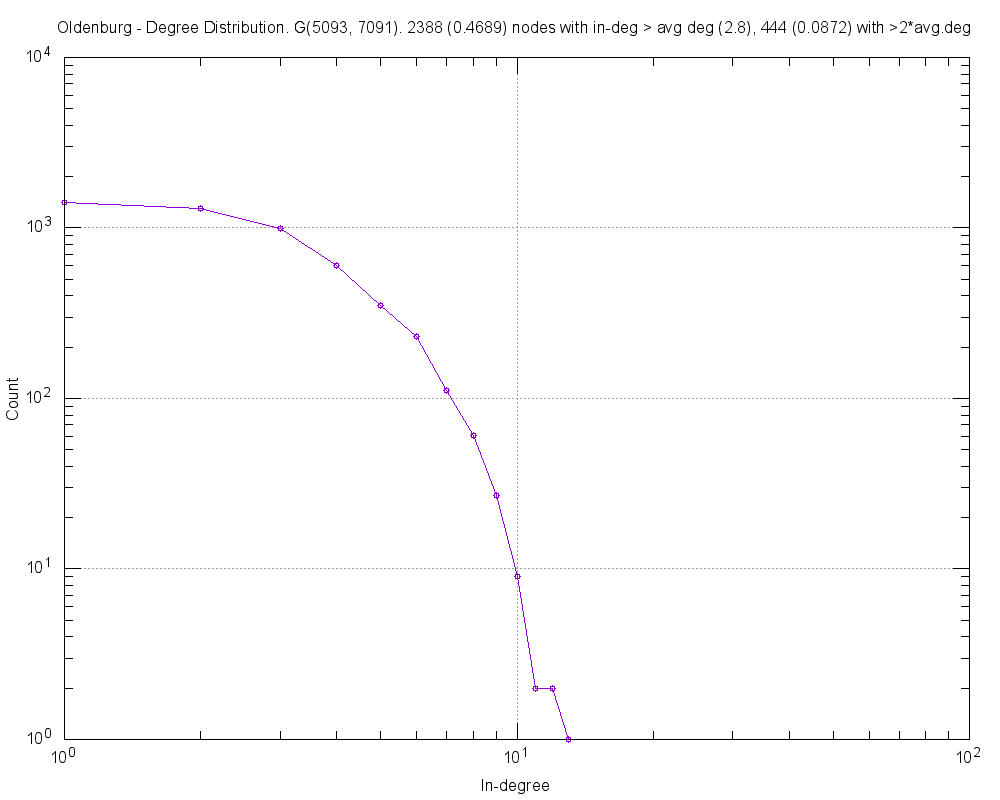 Oldenburg - Degree Distribution. G(5093, 7091). 2388 (0.4689) nodes with in-deg > avg deg (2.8), 444 (0.0872) with >2*avg.deg
10^4
10^3
10^2
10^1
10^0
Count
10^0 10^1 10^2
In-degree